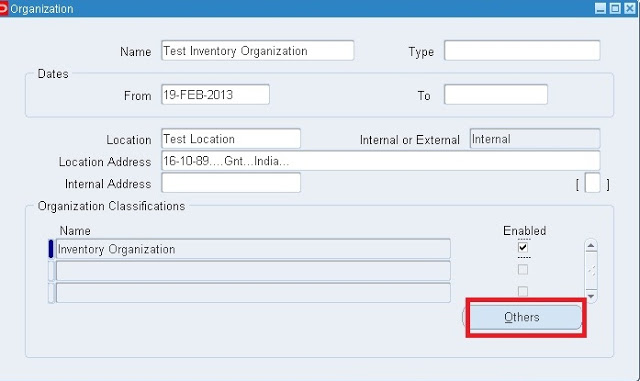 Organization
Name Test Inventory Organization Type
Dates
From 19-FEB-2013 To
Location Test Location Internal or External Internal
Location Address 16-10-89....Gnt...India...
Internal Address [ ]
Organization Classifications
Name Enabled
Inventory Organization
Others